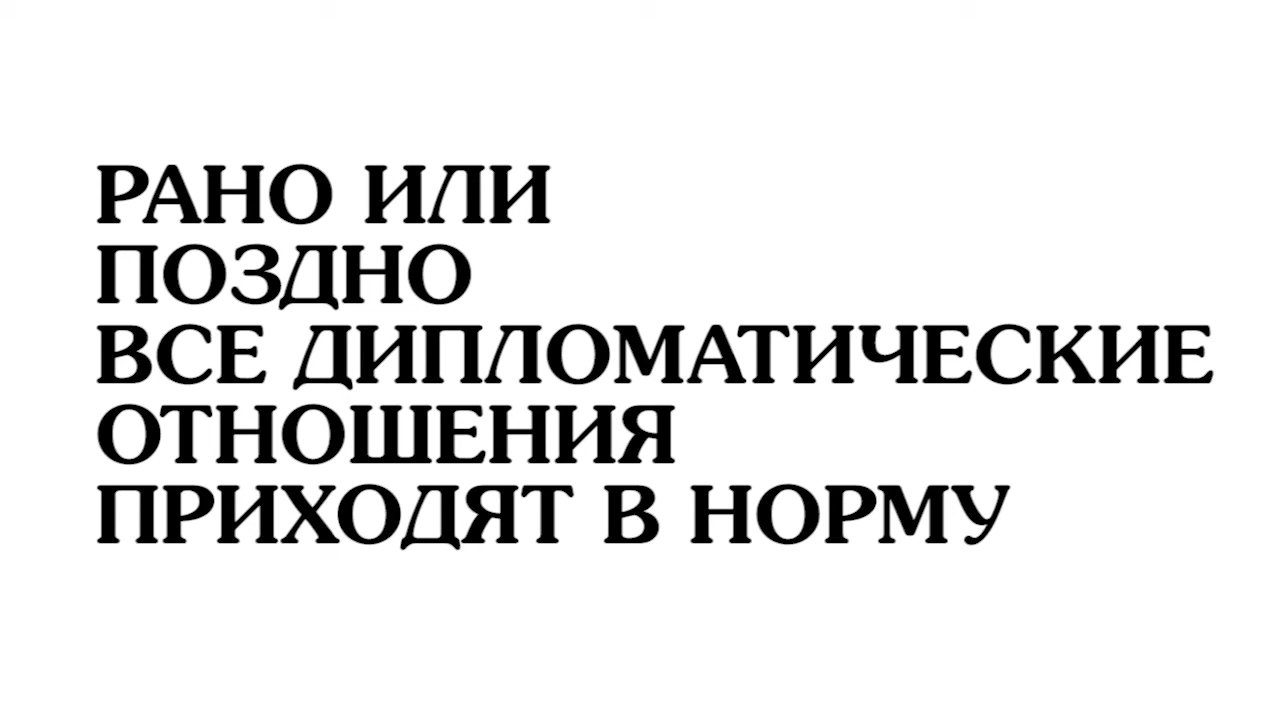 РАНО ИЛИ
ПОЗДНО
ВСЕ ДИПЛОМАТИЧЕСКИЕ
ОТНОШЕНИЯ
ПРИХОДЯТ В НОРМУ